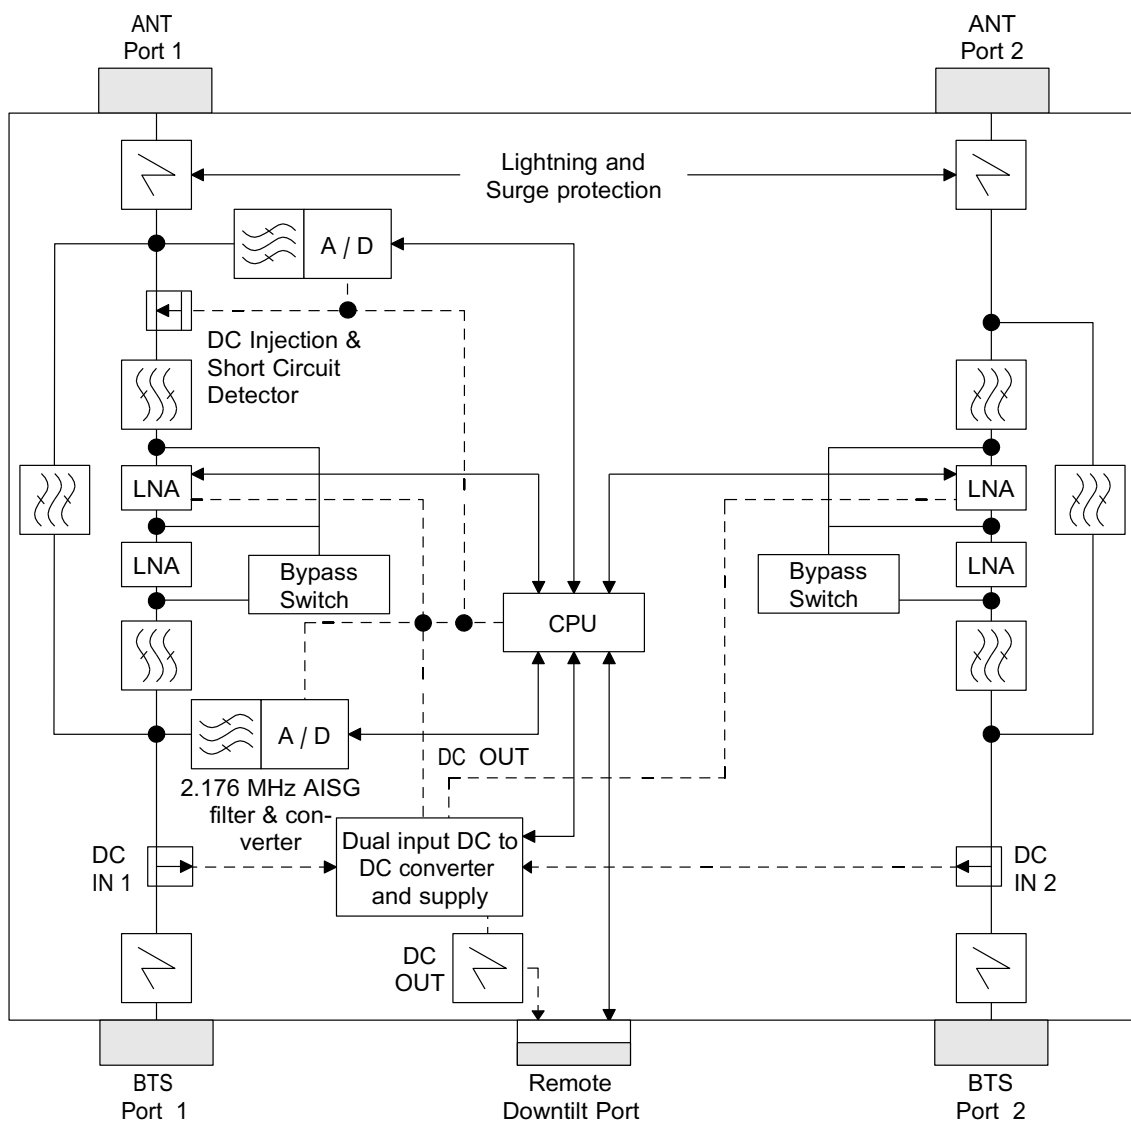 ANT
Port 1
ANT
Port 2
Lightning and
Surge protection
A / D
DC Injection &
Short Circuit
Detector
LNA
LNA
LNA
LNA
Bypass
Switch
Bypass
Switch
CPU
A / D
DC OUT
2.176 MHz AISG
filter & con-
verter
Dual input DC to
DC converter
and supply
DC
IN 1
DC
IN 2
DC
OUT
BTS
Port 1
Remote
Downtilt Port
BTS
Port 2